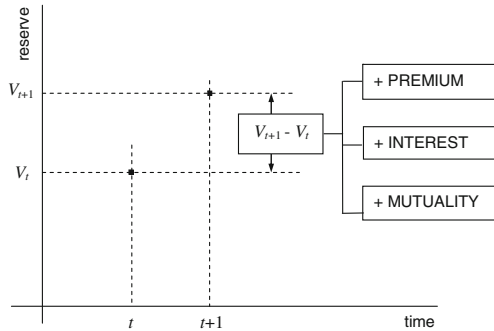 reserve
V_{t+1}
V_t
V_{t+1} - V_t
+ PREMIUM
+ INTEREST
+ MUTUALITY
t
t+1
time